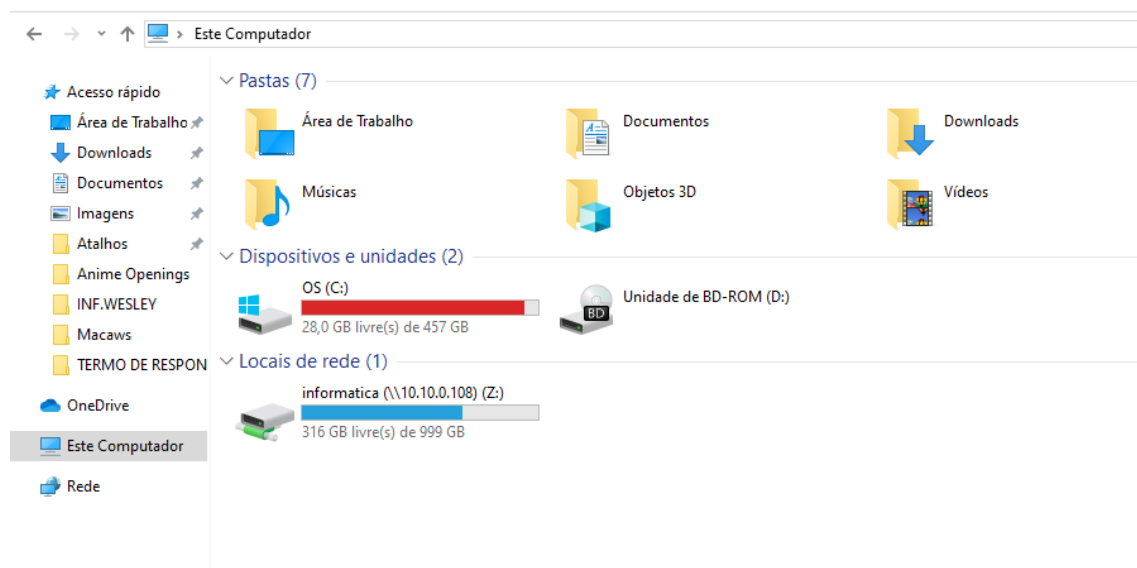 Este Computador
Acesso rápido
Área de Trabalho
Downloads
Documentos
Imagens
Atalhos
Anime Openings
INF.WESLEY
Macaws
TERMO DE RESPON
OneDrive
Este Computador
Rede
Pastas (7)
Área de Trabalho
Documentos
Downloads
Músicas
Objetos 3D
Vídeos
Dispositivos e unidades (2)
OS (C:)
28,0 GB livre(s) de 457 GB
BD
Unidade de BD-ROM (D:)
Locais de rede (1)
informatica (\\10.10.0.108) (Z:)
316 GB livre(s) de 999 GB